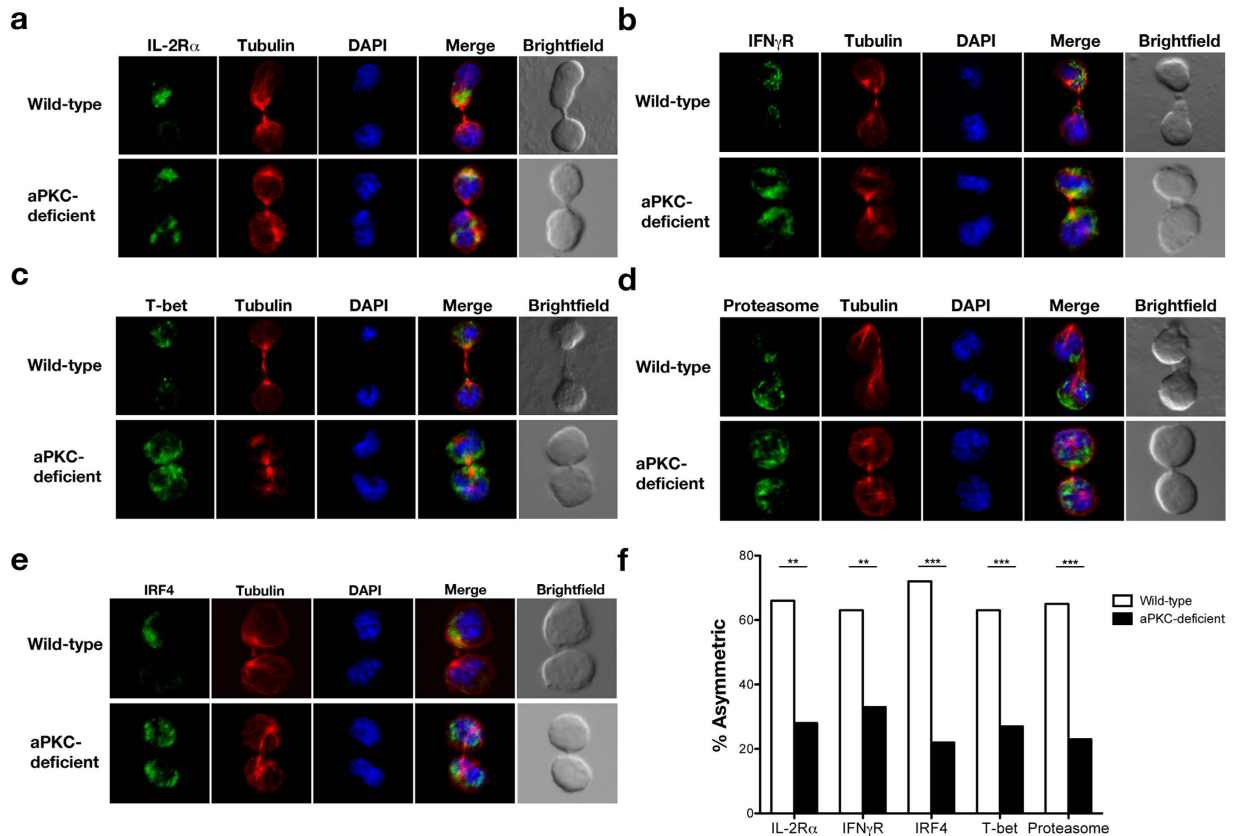 a
IL-2Rα Tubulin DAPI Merge Brightfield
Wild-type
aPKC-
deficient
b
IFNγR Tubulin DAPI Merge Brightfield
Wild-type
aPKC-
deficient
c
T-bet Tubulin DAPI Merge Brightfield
Wild-type
aPKC-
deficient
d
Proteasome Tubulin DAPI Merge Brightfield
Wild-type
aPKC-
deficient
e
IRF4 Tubulin DAPI Merge Brightfield
Wild-type
aPKC-
deficient
f
% Asymmetric
80
60
40
20
0
** ** *** *** ***
Wild-type
aPKC-deficient
IL-2Rα IFNγR IRF4 T-bet Proteasome